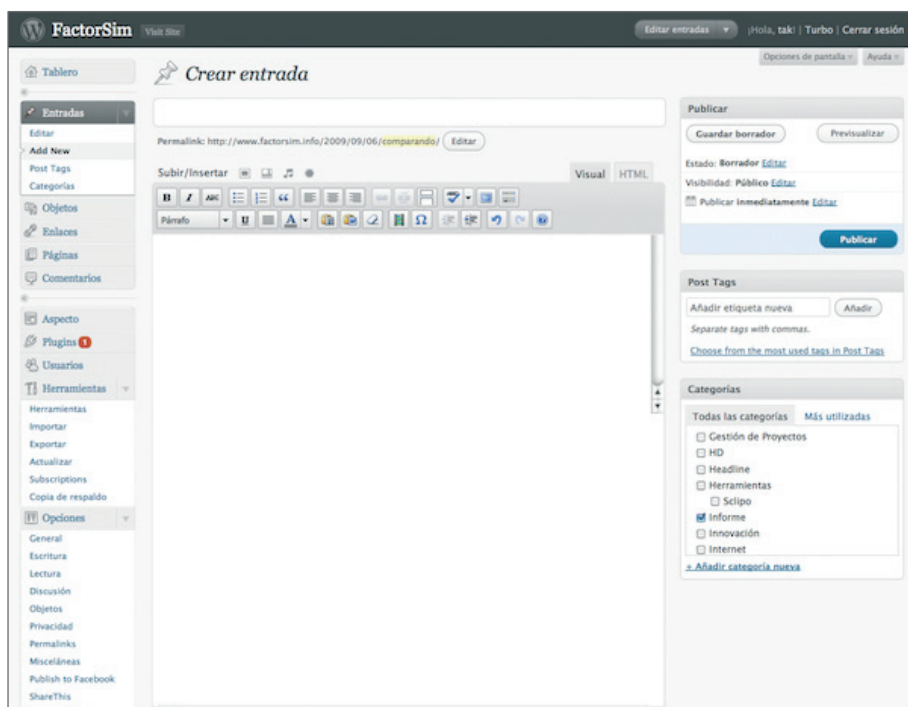 FactorSim Visit Site Editar entradas ¡Hola, tak! | Turbo | Cerrar sesión
Opciones de pantalla Ayuda
Tablero
Entradas
Editar
Add New
Post Tags
Categorías
Objetos
Enlaces
Páginas
Comentarios
Aspecto
Plugins 1
Usuarios
Herramientas
Herramientas
Importar
Exportar
Actualizar
Subscriptions
Copia de respaldo
Opciones
General
Escritura
Lectura
Discusión
Objetos
Privacidad
Permalinks
Misceláneas
Publish to Facebook
ShareThis
Crear entrada
Permalink: http://www.factorsim.info/2009/09/06/comparando/ Editar
Subir/Insertar Visual HTML
B I ABC
Párrafo U A Ω
Publicar
Guardar borrador Previsualizar
Estado: Borrador Editar
Visibilidad: Público Editar
Publicar inmediatamente Editar
Publicar
Post Tags
Añadir etiqueta nueva Añadir
Separate tags with commas.
Choose from the most used tags in Post Tags
Categorías
Todas las categorías Más utilizadas
Gestión de Proyectos
HD
Headline
Herramientas
Sclipo
Informe
Innovación
Internet
+ Añadir categoría nueva